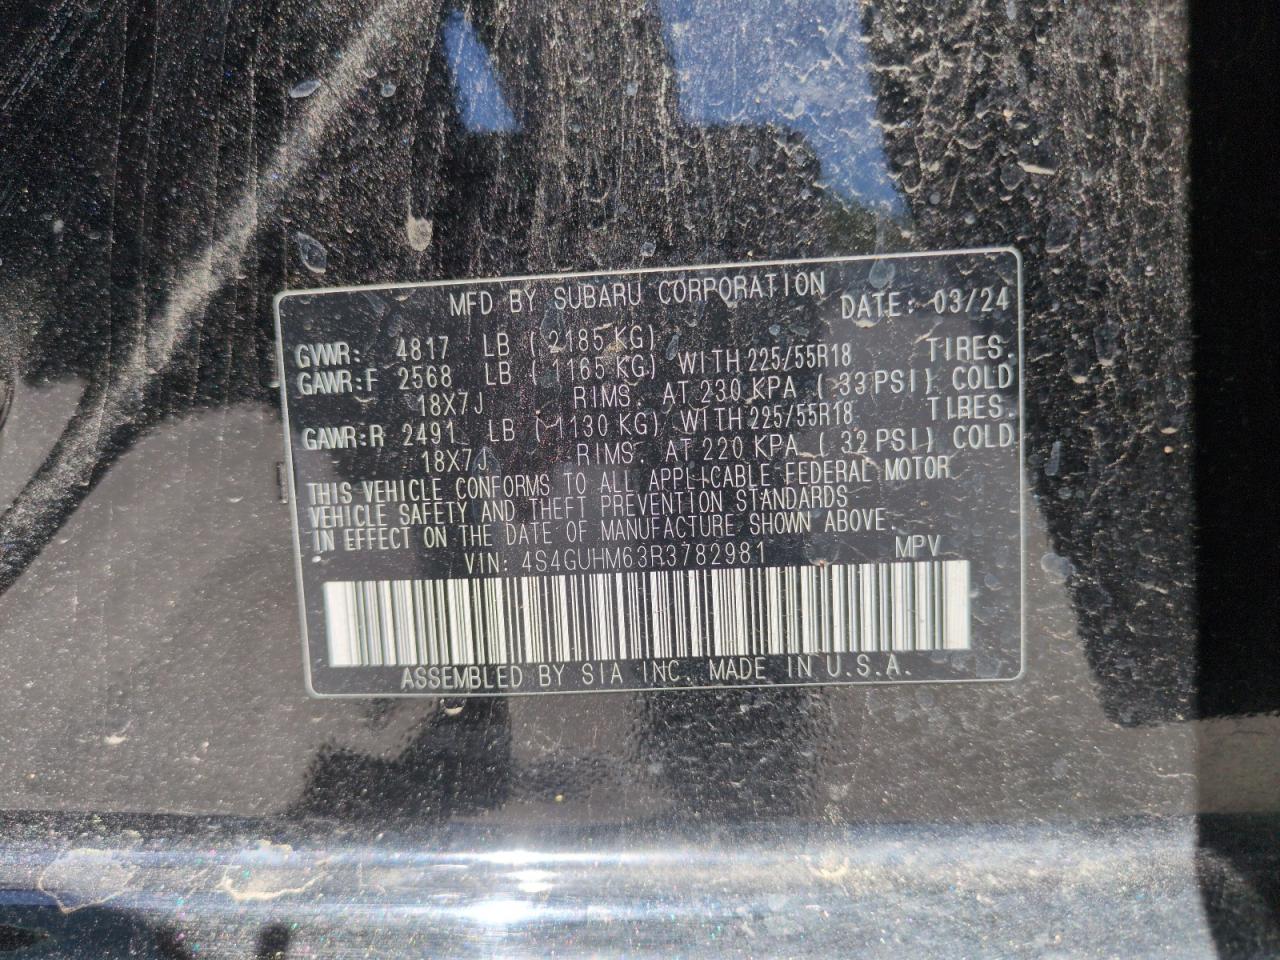 MFD BY SUBARU CORPORATION DATE: 03/24
GVWR: 4817 LB (2185 KG)
GAWR:F 2568 LB (1165 KG) WITH 225/55R18 TIRES.
18X7J RIMS. AT 230 KPA (33 PSI) COLD
GAWR:R 2491 LB (1130 KG) WITH 225/55R18 TIRES.
18X7J RIMS. AT 220 KPA (32 PSI) COLD
THIS VEHICLE CONFORMS TO ALL APPLICABLE FEDERAL MOTOR
VEHICLE SAFETY AND THEFT PREVENTION STANDARDS
IN EFFECT ON THE DATE OF MANUFACTURE SHOWN ABOVE.
VIN: 4S4GUHM63R3782981 MPV
ASSEMBLED BY SIA INC. MADE IN U.S.A.